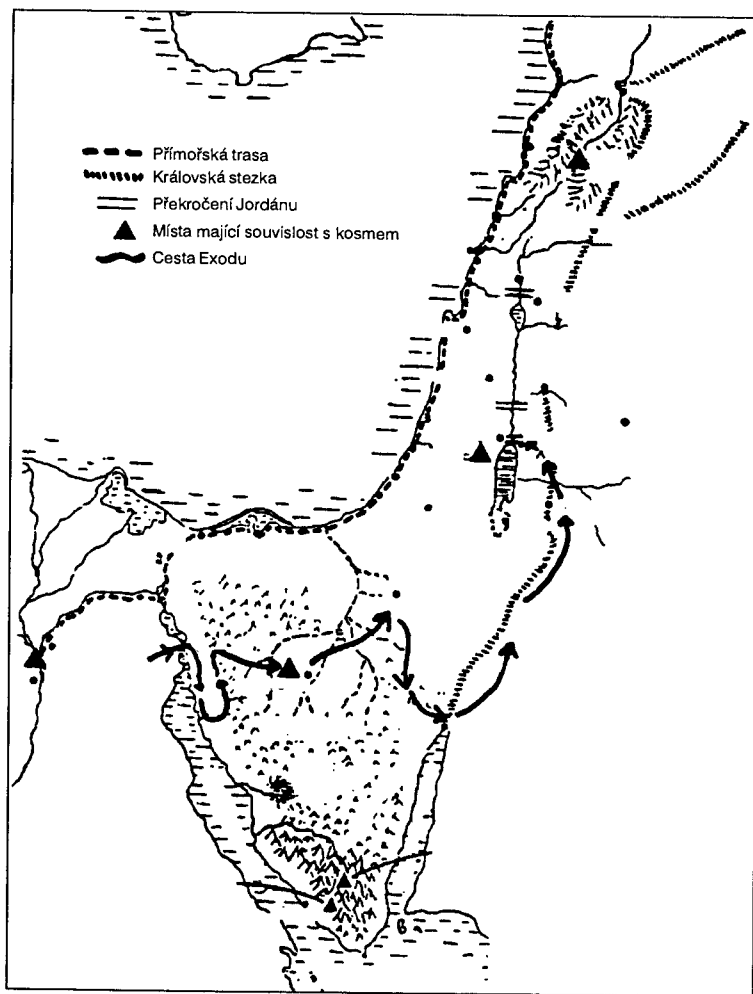 Přímořská trasa
Královská stezka
Překročení Jordánu
Místa mající souvislost s kosmem
Cesta Exodu